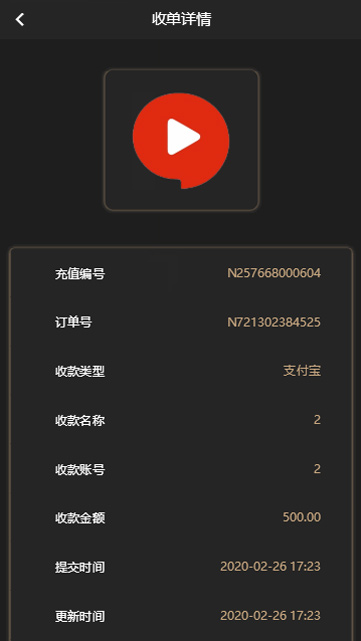 收单详情
充值编号 N257668000604
订单号 N721302384525
收款类型 支付宝
收款名称 2
收款账号 2
收款金额 500.00
提交时间 2020-02-26 17:23
更新时间 2020-02-26 17:23